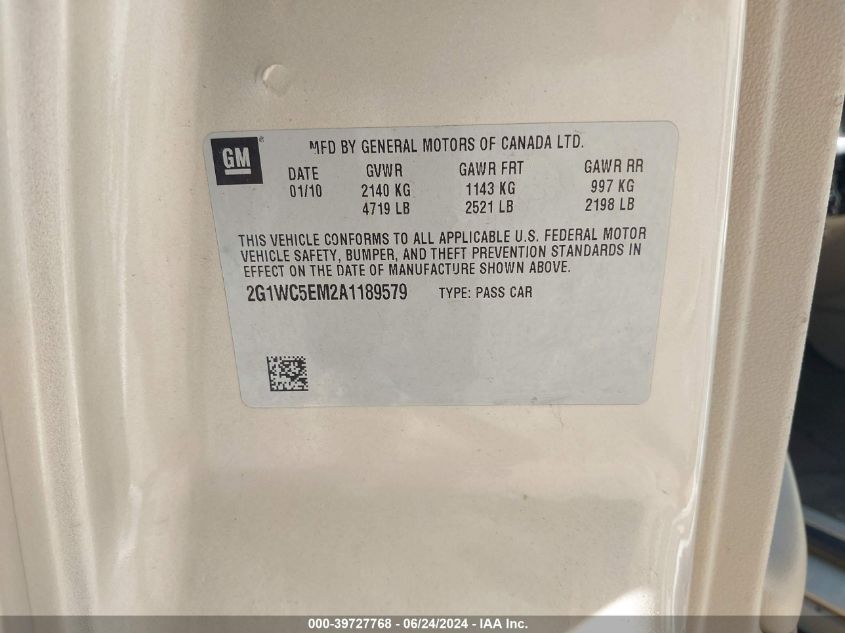 GM
MFD BY GENERAL MOTORS OF CANADA LTD.
DATE GVWR GAWR FRT GAWR RR
01/10 2140 KG 1143 KG 997 KG
4719 LB 2521 LB 2198 LB
THIS VEHICLE CONFORMS TO ALL APPLICABLE U.S. FEDERAL MOTOR
VEHICLE SAFETY, BUMPER, AND THEFT PREVENTION STANDARDS IN
EFFECT ON THE DATE OF MANUFACTURE SHOWN ABOVE.
2G1WC5EM2A1189579 TYPE: PASS CAR
000-39727768 - 06/24/2024 - IAA Inc.